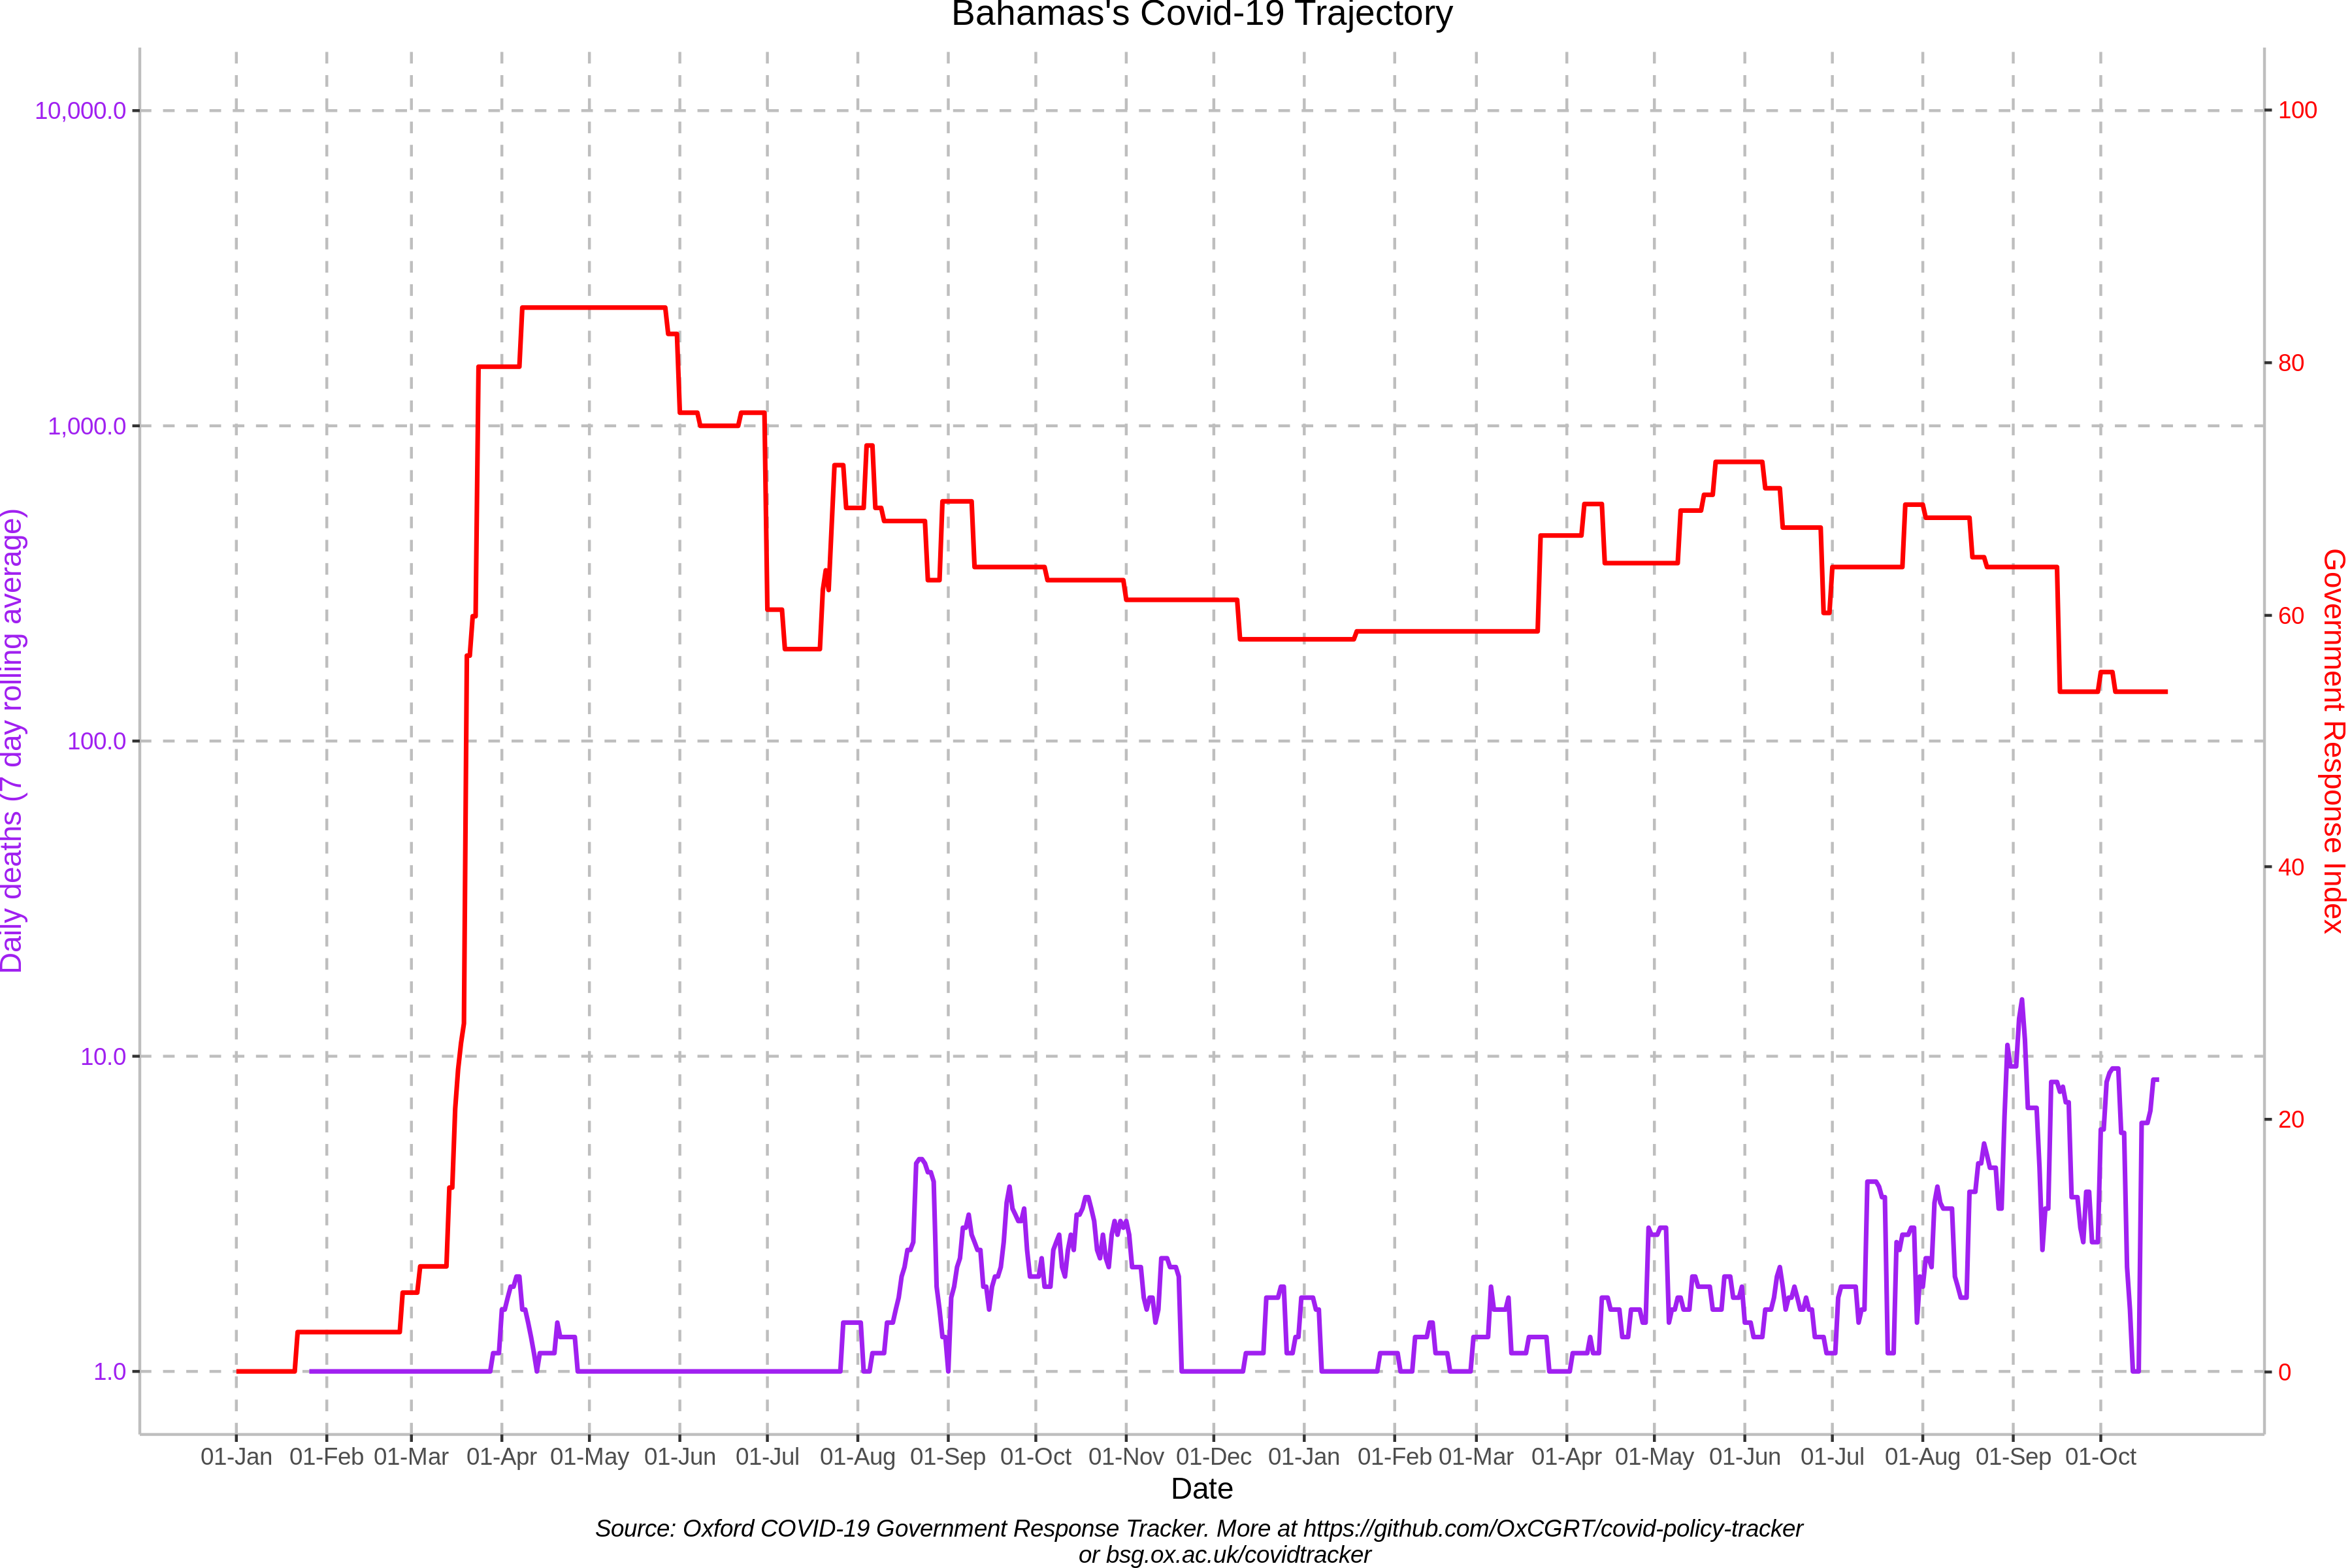 Bahamas's Covid-19 Trajectory
10,000.0
1,000.0
100.0
10.0
1.0
Daily deaths (7 day rolling average)
100
80
60
40
20
0
Government Response Index
01-Jan 01-Feb 01-Mar 01-Apr 01-May 01-Jun 01-Jul 01-Aug 01-Sep 01-Oct 01-Nov 01-Dec 01-Jan 01-Feb 01-Mar 01-Apr 01-May 01-Jun 01-Jul 01-Aug 01-Sep 01-Oct
Date
Source: Oxford COVID-19 Government Response Tracker. More at https://github.com/OxCGRT/covid-policy-tracker
or bsg.ox.ac.uk/covidtracker